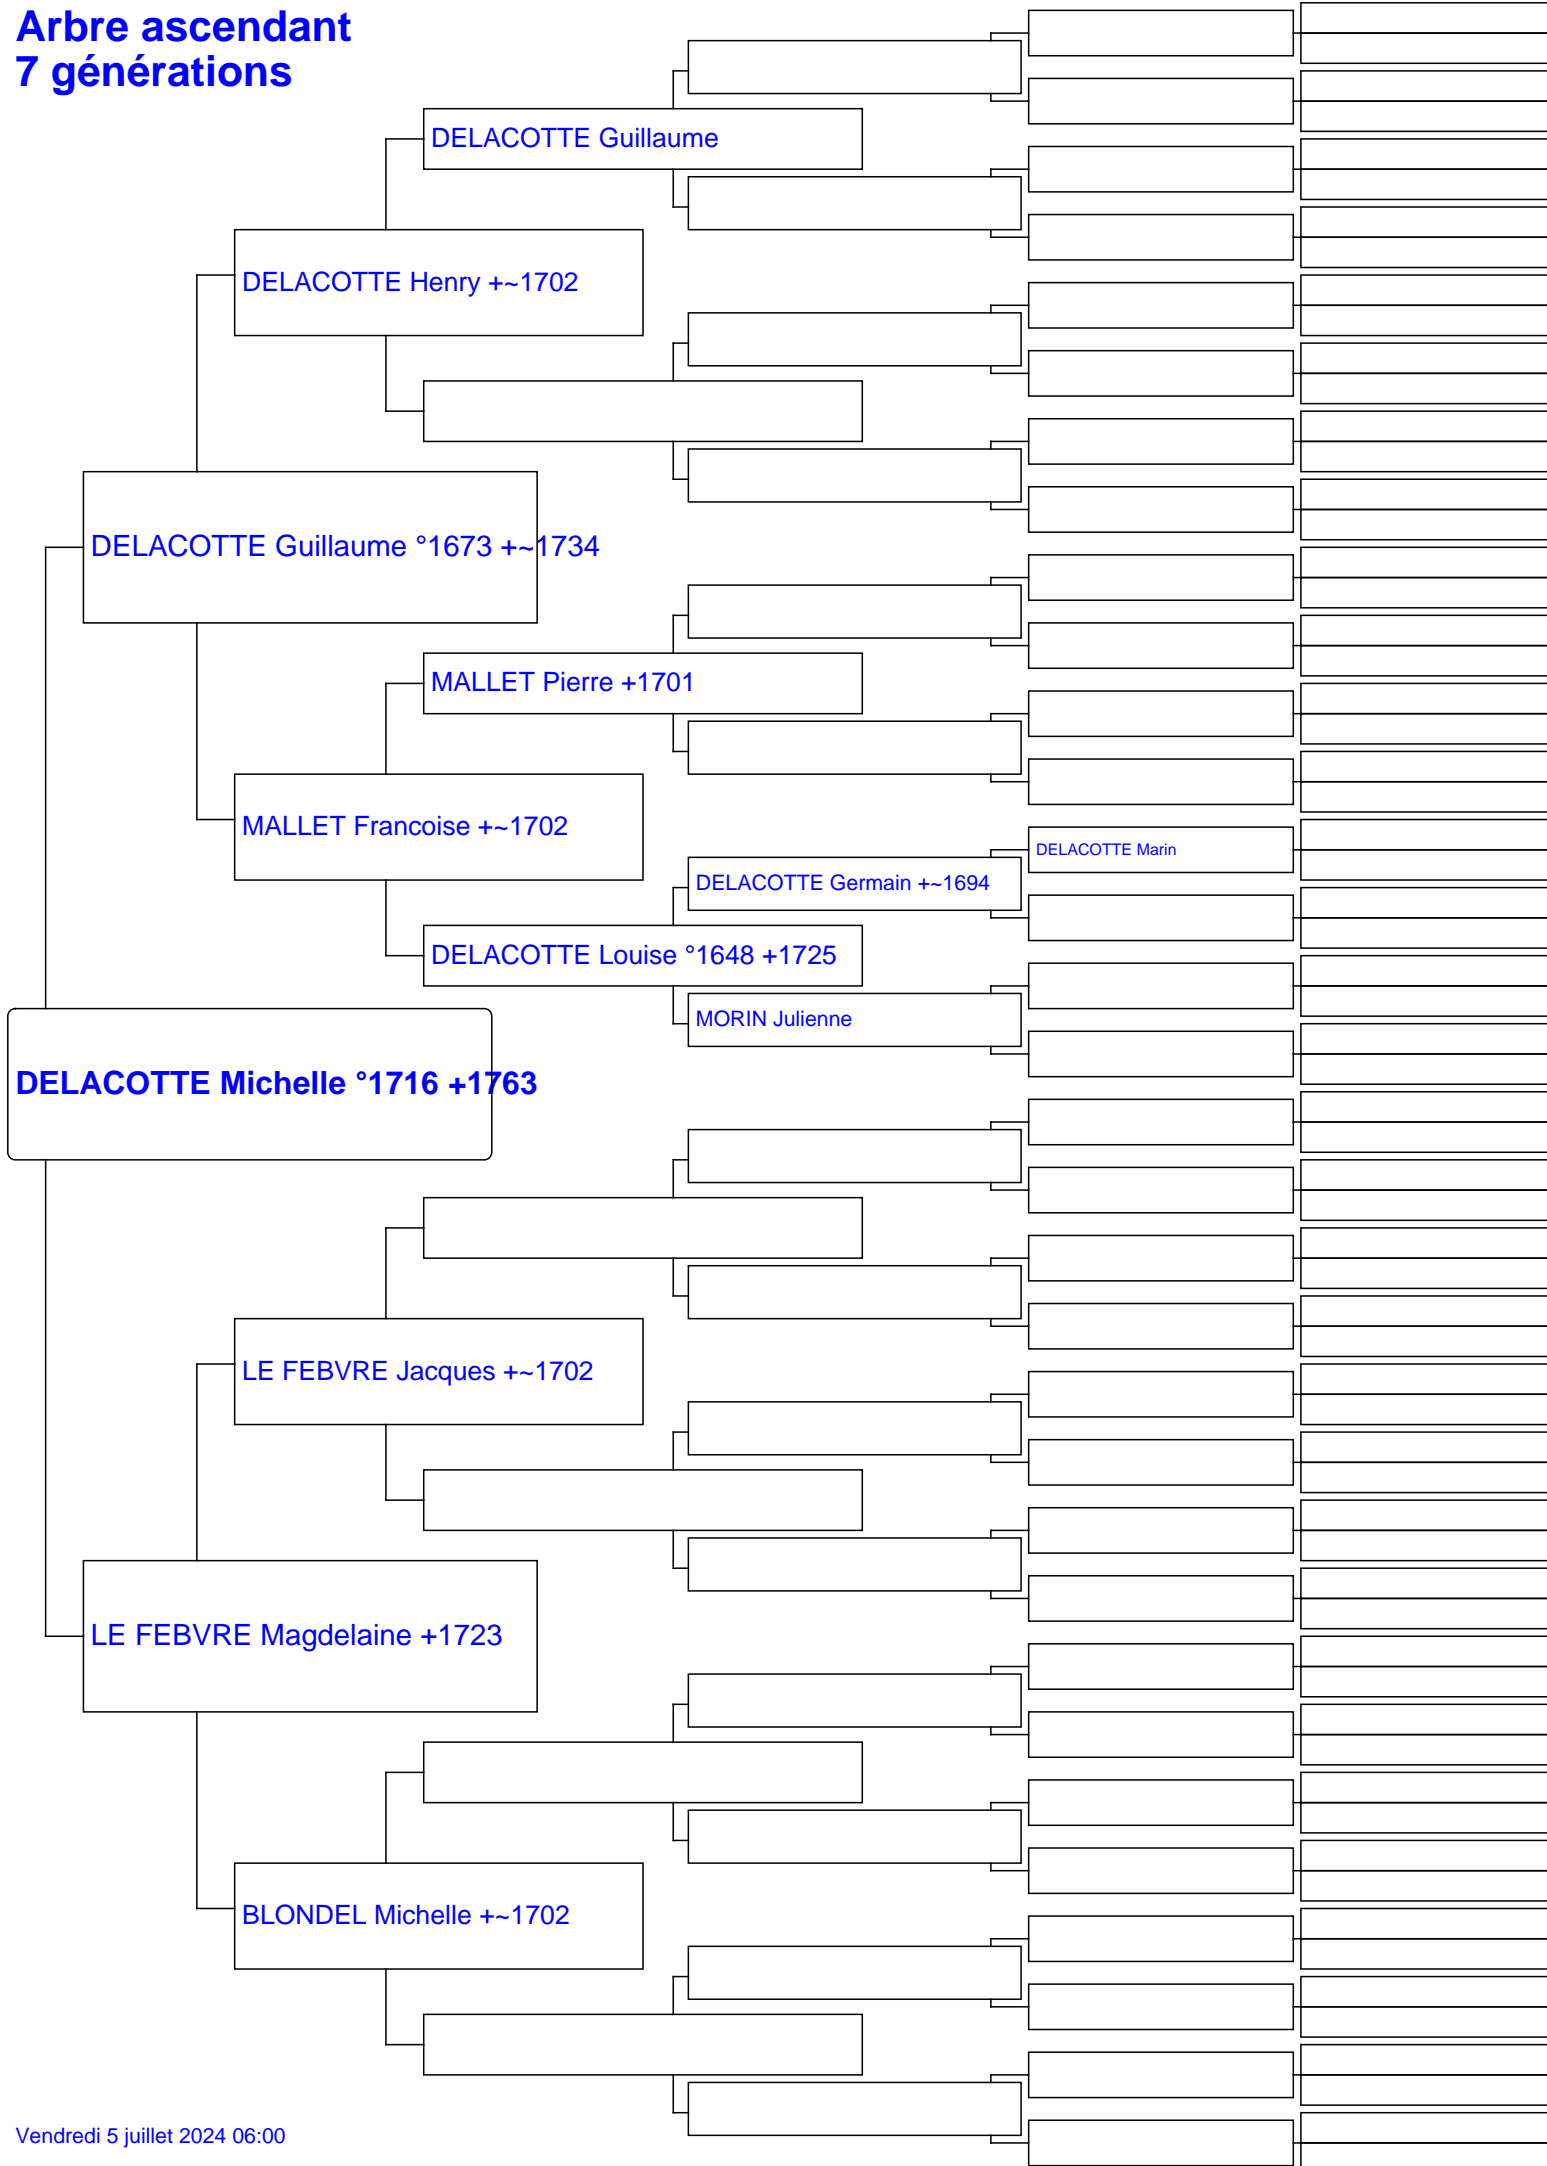 Arbre ascendant
7 générations
DELACOTTE Guillaume
DELACOTTE Henry +~1702
DELACOTTE Guillaume °1673 +~1734
MALLET Pierre +1701
MALLET Francoise +~1702
DELACOTTE Marin
DELACOTTE Germain +~1694
DELACOTTE Louise °1648 +1725
MORIN Julienne
DELACOTTE Michelle °1716 +1763
LE FEBVRE Jacques +~1702
LE FEBVRE Magdelaine +1723
BLONDEL Michelle +~1702
Vendredi 5 juillet 2024 06:00